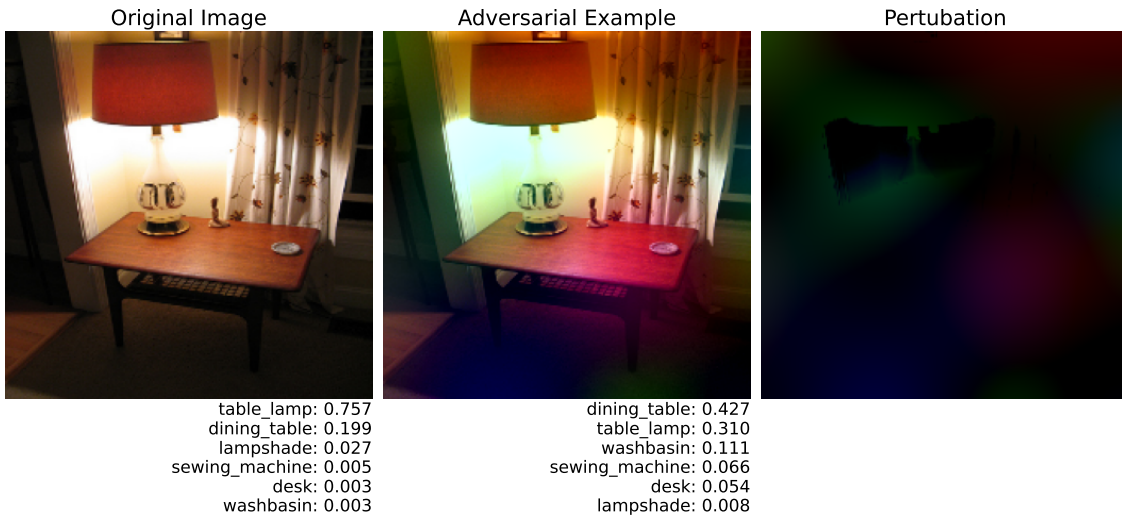 Original Image
Adversarial Example
Pertubation
table_lamp: 0.757
dining_table: 0.199
lampshade: 0.027
sewing_machine: 0.005
desk: 0.003
washbasin: 0.003
dining_table: 0.427
table_lamp: 0.310
washbasin: 0.111
sewing_machine: 0.066
desk: 0.054
lampshade: 0.008